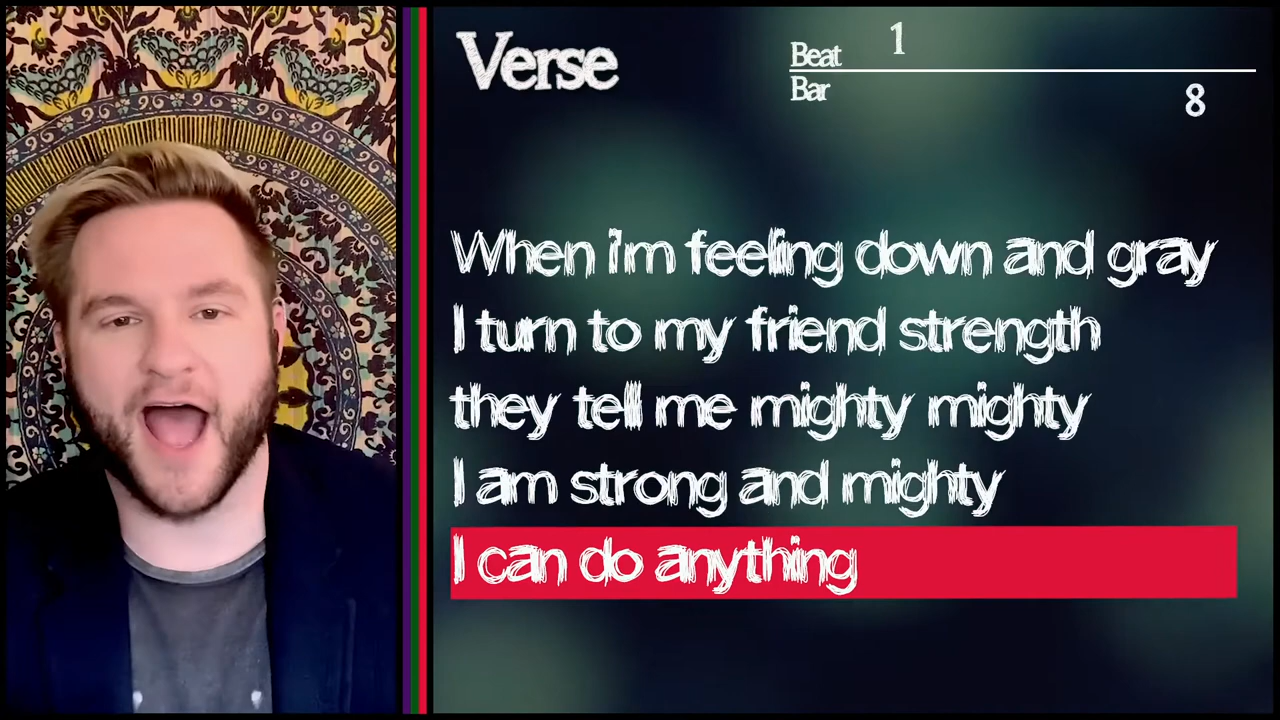 Verse
Beat 1
Bar 8
When i'm feeling down and gray
I turn to my friend strength
they tell me mighty mighty
I am strong and mighty
I can do anything